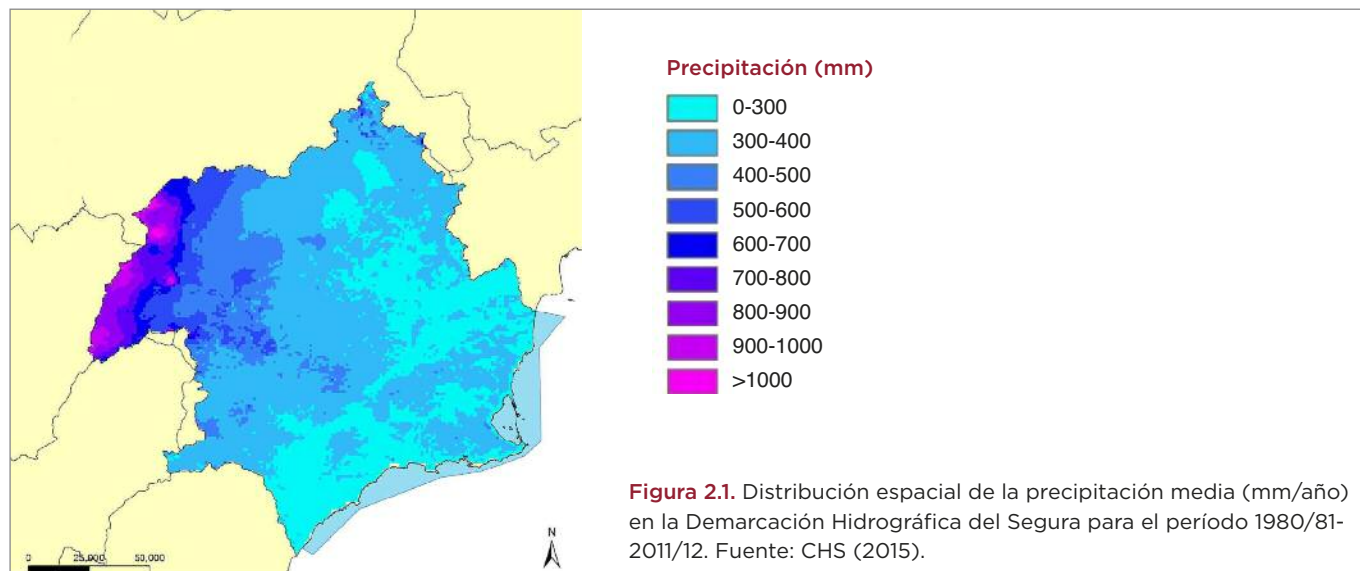 Precipitación (mm)
0-300
300-400
400-500
500-600
600-700
700-800
800-900
900-1000
>1000
Figura 2.1. Distribución espacial de la precipitación media (mm/año)
en la Demarcación Hidrográfica del Segura para el período 1980/81-
2011/12. Fuente: CHS (2015).
N
0 25,000 50,000